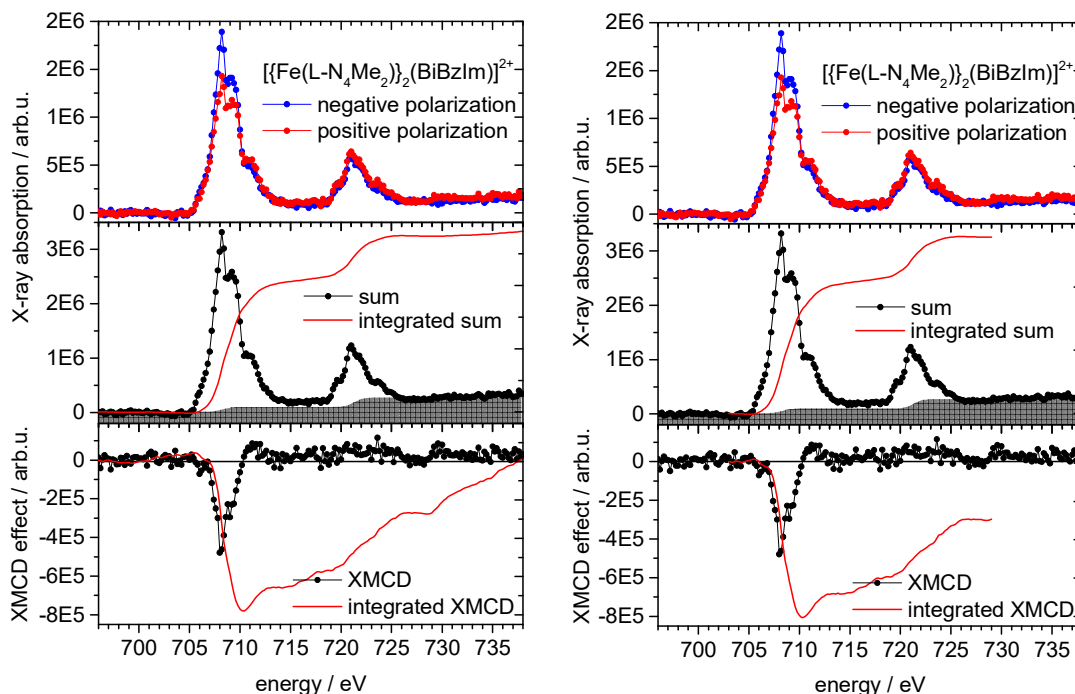 2E6
2E6
1E6
5E5
0
X-ray absorption / arb.u.
[{Fe(L-N₄Me₂)}₂(BiBzIm)]²⁺
negative polarization
positive polarization
3E6
2E6
1E6
0
sum
integrated sum
0
-2E5
-4E5
-6E5
-8E5
XMCD effect / arb.u.
XMCD
integrated XMCD
700 705 710 715 720 725 730 735
energy / eV
2E6
2E6
1E6
5E5
0
X-ray absorption / arb.u.
[{Fe(L-N₄Me₂)}₂(BiBzIm)]²⁺
negative polarization
positive polarization
3E6
2E6
1E6
0
sum
integrated sum
0
-2E5
-4E5
-6E5
-8E5
XMCD effect / arb.u.
XMCD
integrated XMCD
700 705 710 715 720 725 730 735
energy / eV